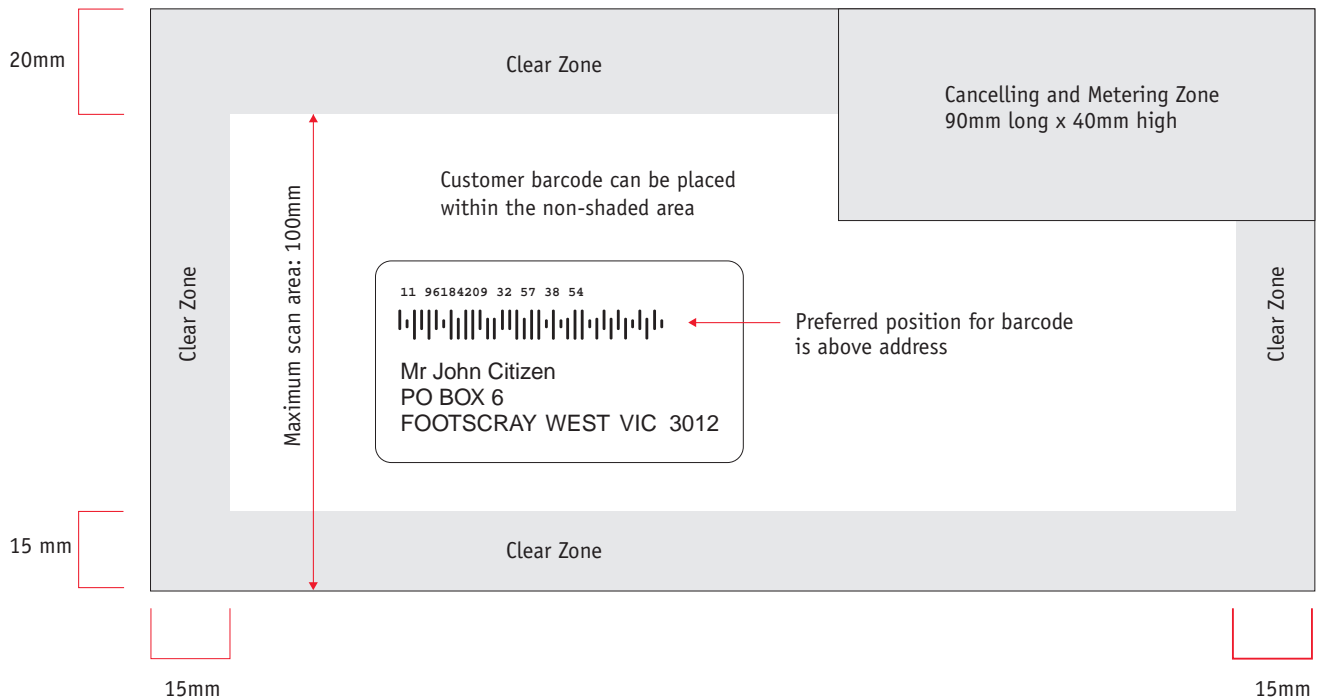 20mm
Clear Zone
Cancelling and Metering Zone
90mm long x 40mm high
Customer barcode can be placed
within the non-shaded area
Maximum scan area: 100mm
Clear Zone
11 96184209 32 57 38 54
Preferred position for barcode
is above address
Clear Zone
Mr John Citizen
PO BOX 6
FOOTSCRAY WEST VIC 3012
15 mm
Clear Zone
15mm
15mm